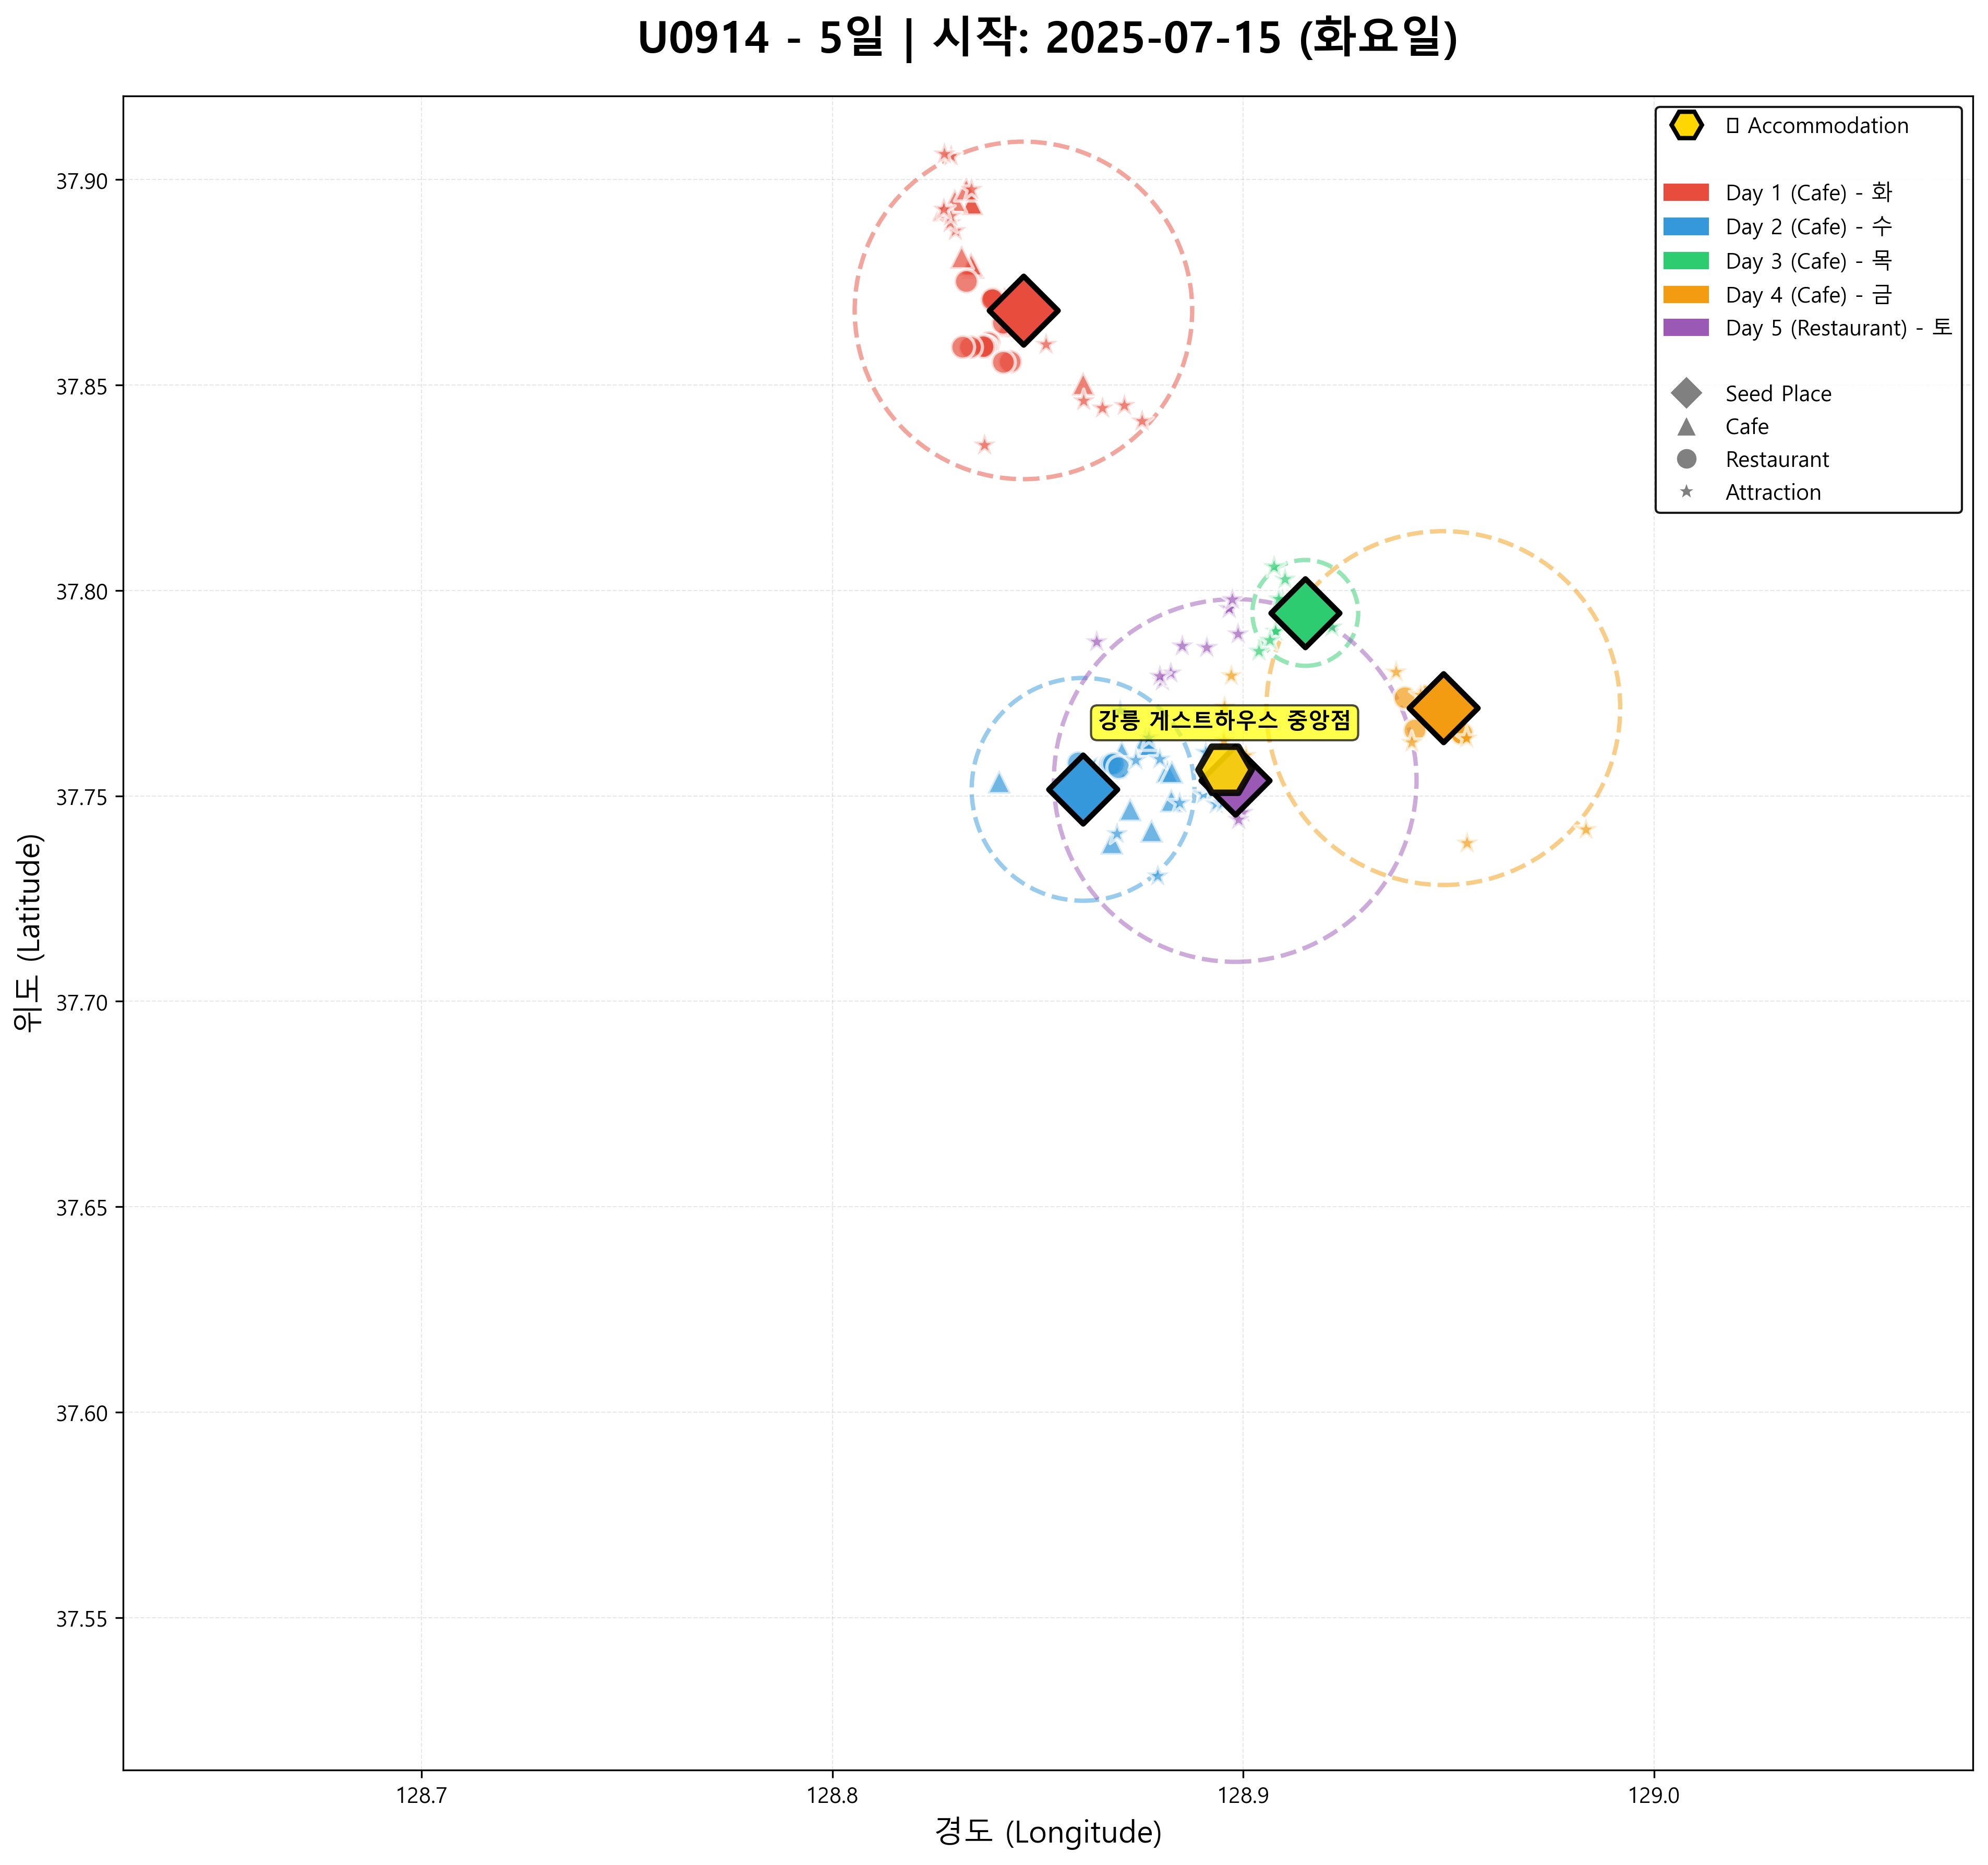 U0914 - 5일 | 시작: 2025-07-15 (화요일)
Accommodation
Day 1 (Cafe) - 화
Day 2 (Cafe) - 수
Day 3 (Cafe) - 목
Day 4 (Cafe) - 금
Day 5 (Restaurant) - 토
Seed Place
Cafe
Restaurant
Attraction
강릉 게스트하우스 중앙점
37.90
37.85
37.80
37.75
37.70
37.65
37.60
37.55
위도 (Latitude)
128.7
128.8
128.9
129.0
경도 (Longitude)